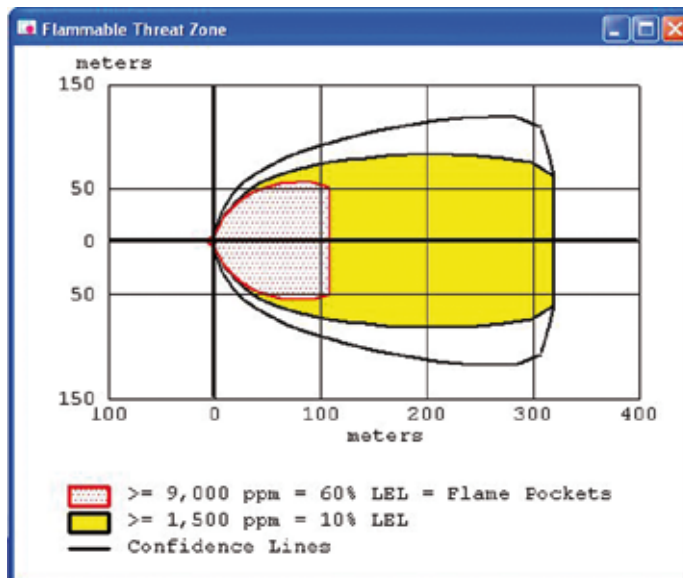 Flammable Threat Zone
meters
150
50
0
50
150
100 0 100 200 300 400
meters
>= 9,000 ppm = 60% LEL = Flame Pockets
>= 1,500 ppm = 10% LEL
Confidence Lines